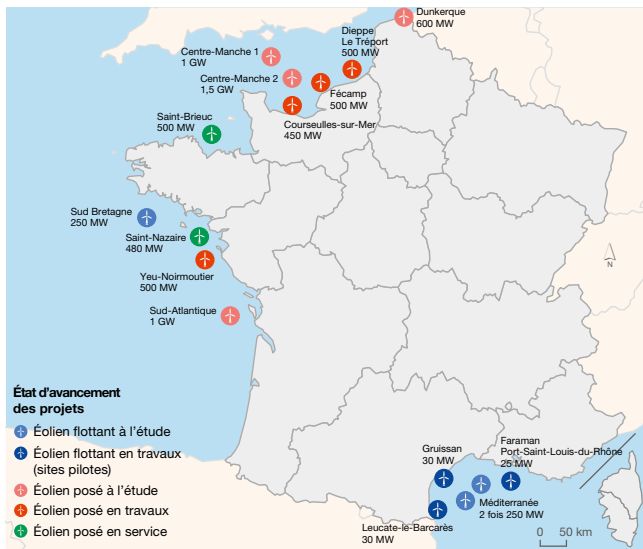 Dunkerque
600 MW
Dieppe
Le Tréport
500 MW
Centre-Manche 1
1 GW
Centre-Manche 2
1,5 GW
Fécamp
500 MW
Saint-Brieuc
500 MW
Courseulles-sur-Mer
450 MW
Sud Bretagne
250 MW
Saint-Nazaire
480 MW
Yeu-Noirmoutier
500 MW
Sud-Atlantique
1 GW
N
État d'avancement
des projets
Éolien flottant à l'étude
Éolien flottant en travaux
(sites pilotes)
Éolien posé à l'étude
Éolien posé en travaux
Éolien posé en service
Gruissan
30 MW
Faraman
Port-Saint-Louis-du-Rhône
25 MW
Méditerranée
2 fois 250 MW
Leucate-le-Barcarès
30 MW
0 50 km